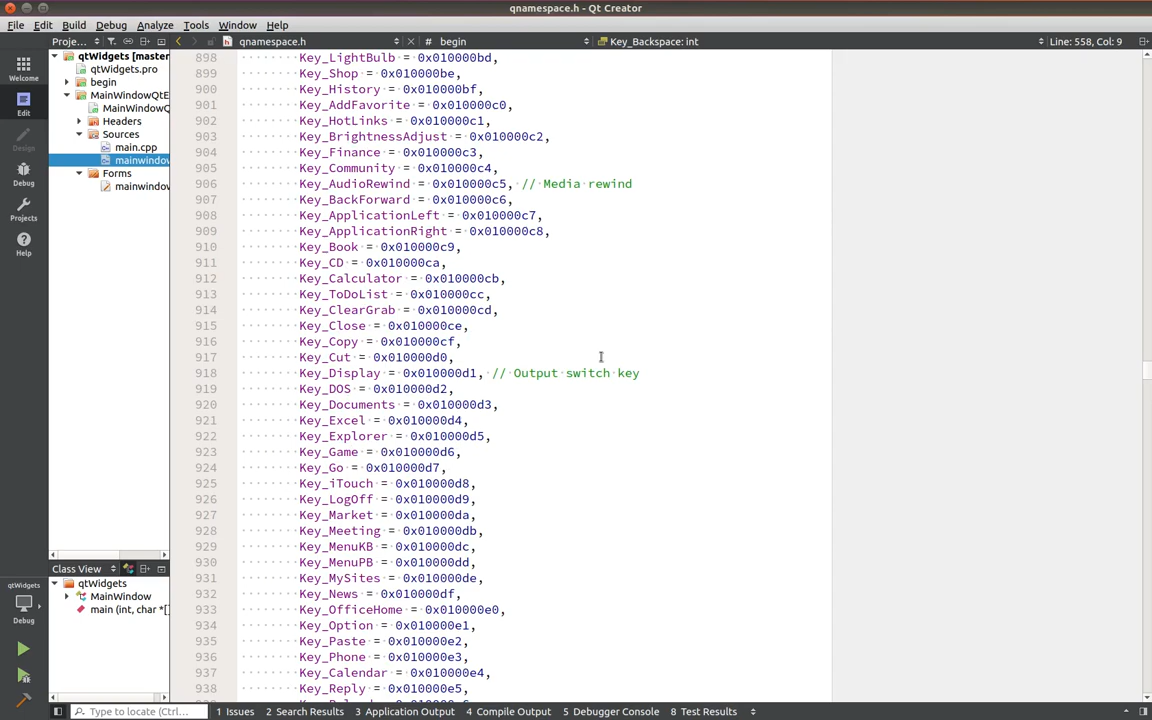 qnamespace.h - Qt Creator
File Edit Build Debug Analyze Tools Window Help
Proje... qnamespace.h # begin Key_Backspace: int Line: 558, Col: 9
Welcome
Edit
Design
Debug
Projects
Help
qtWidgets [master
qtWidgets.pro
begin
MainWindowQtE
MainWindowQ
Headers
Sources
main.cpp
mainwindow
Forms
mainwindow
Class View
qtWidgets
MainWindow
main (int, char *[]
qtWidgets
Debug
898 Key_LightBulb = 0x010000bd,
899 Key_Shop = 0x010000be,
900 Key_History = 0x010000bf,
901 Key_AddFavorite = 0x010000c0,
902 Key_HotLinks = 0x010000c1,
903 Key_BrightnessAdjust = 0x010000c2,
904 Key_Finance = 0x010000c3,
905 Key_Community = 0x010000c4,
906 Key_AudioRewind = 0x010000c5, // Media rewind
907 Key_BackForward = 0x010000c6,
908 Key_ApplicationLeft = 0x010000c7,
909 Key_ApplicationRight = 0x010000c8,
910 Key_Book = 0x010000c9,
911 Key_CD = 0x010000ca,
912 Key_Calculator = 0x010000cb,
913 Key_ToDoList = 0x010000cc,
914 Key_ClearGrab = 0x010000cd,
915 Key_Close = 0x010000ce,
916 Key_Copy = 0x010000cf,
917 Key_Cut = 0x010000d0,
918 Key_Display = 0x010000d1, // Output switch key
919 Key_DOS = 0x010000d2,
920 Key_Documents = 0x010000d3,
921 Key_Excel = 0x010000d4,
922 Key_Explorer = 0x010000d5,
923 Key_Game = 0x010000d6,
924 Key_Go = 0x010000d7,
925 Key_iTouch = 0x010000d8,
926 Key_LogOff = 0x010000d9,
927 Key_Market = 0x010000da,
928 Key_Meeting = 0x010000db,
929 Key_MenuKB = 0x010000dc,
930 Key_MenuPB = 0x010000dd,
931 Key_MySites = 0x010000de,
932 Key_News = 0x010000df,
933 Key_OfficeHome = 0x010000e0,
934 Key_Option = 0x010000e1,
935 Key_Paste = 0x010000e2,
936 Key_Phone = 0x010000e3,
937 Key_Calendar = 0x010000e4,
938 Key_Reply = 0x010000e5,
Type to locate (Ctrl... 1 Issues 2 Search Results 3 Application Output 4 Compile Output 5 Debugger Console 8 Test Results